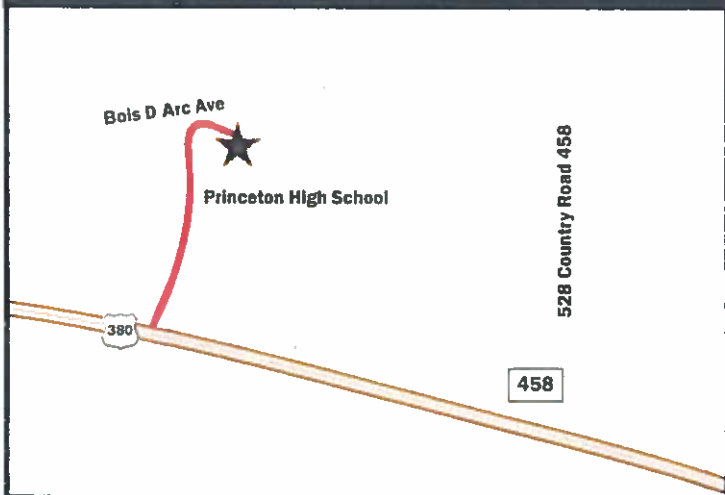 Bois D Arc Ave
Princeton High School
528 Country Road 458
380
458